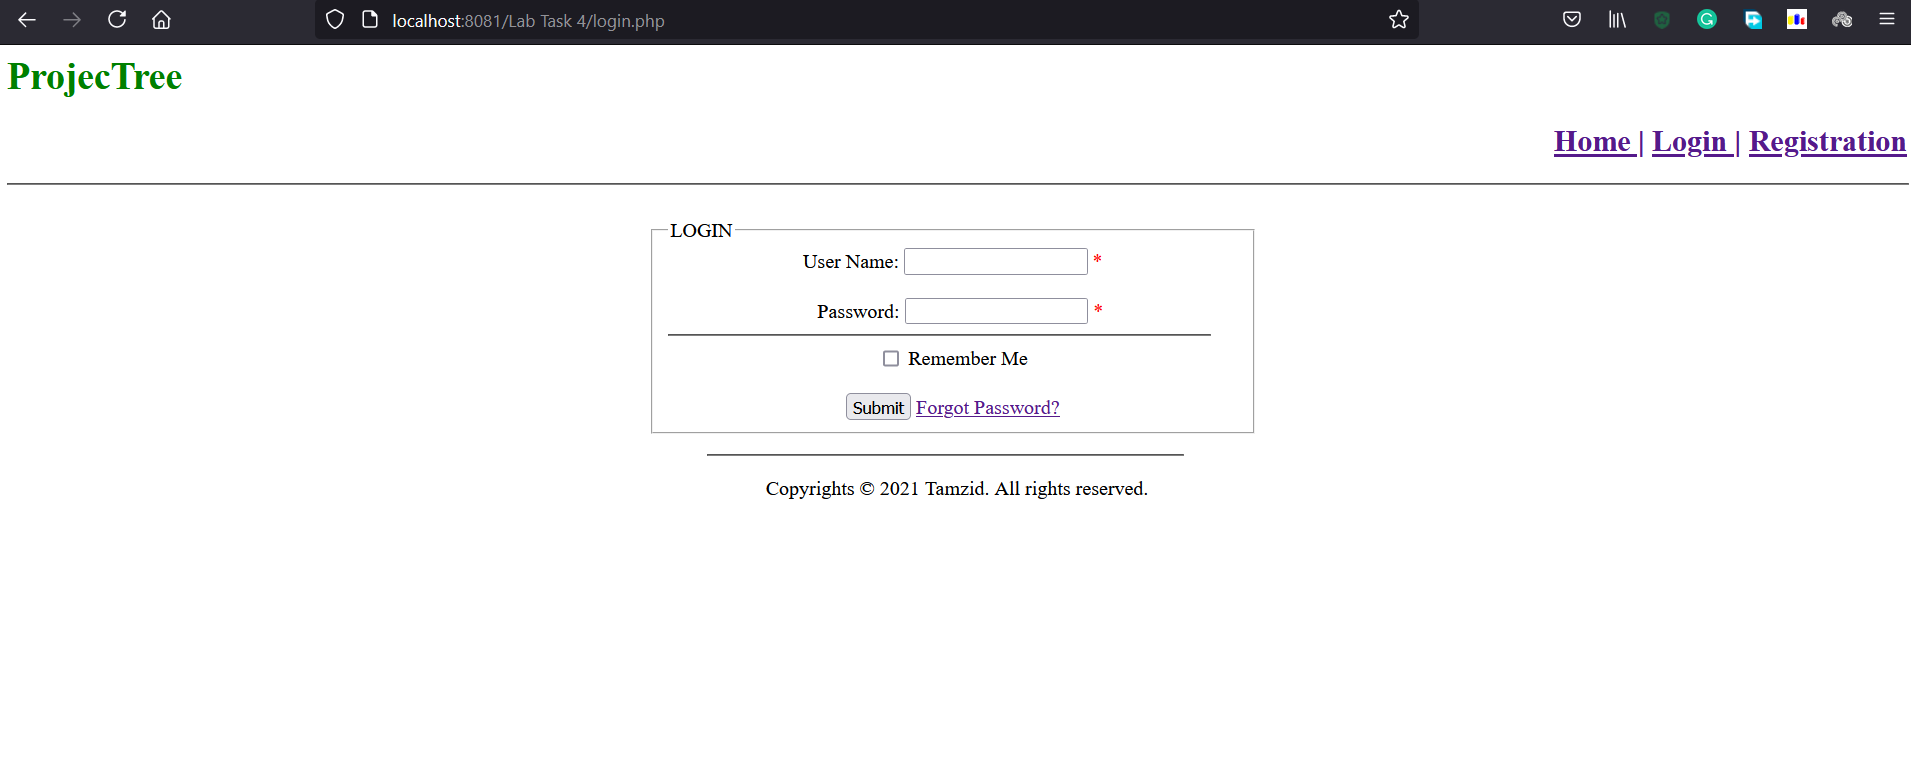 localhost:8081/Lab Task 4/login.php
ProjecTree
Home | Login | Registration
LOGIN
User Name: *
Password: *
Remember Me
Submit Forgot Password?
Copyrights © 2021 Tamzid. All rights reserved.